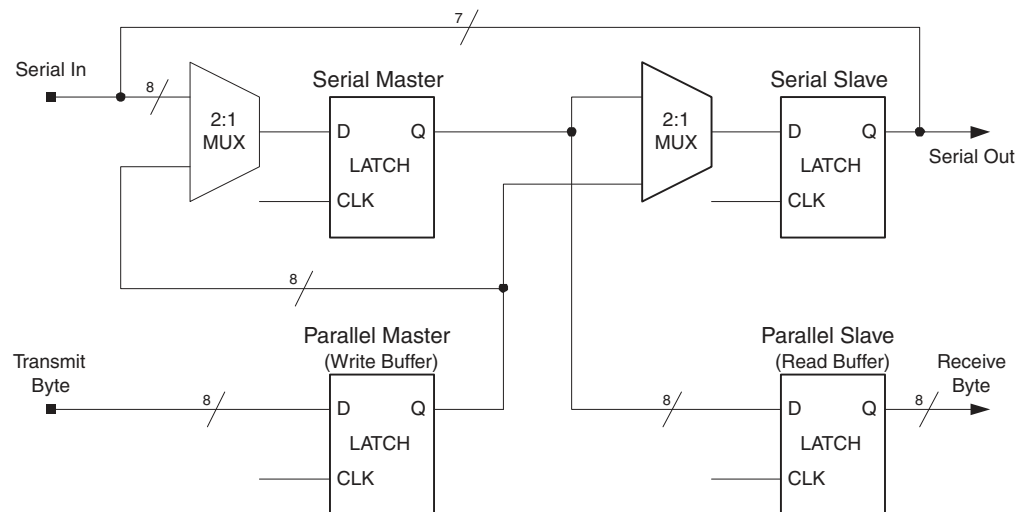 7
Serial In
8
2:1
MUX
Serial Master
D Q
LATCH
CLK
2:1
MUX
Serial Slave
D Q
LATCH
CLK
Serial Out
8
Transmit
Byte
8
Parallel Master
(Write Buffer)
D Q
LATCH
CLK
8
Parallel Slave
(Read Buffer)
D Q
LATCH
CLK
8
Receive
Byte